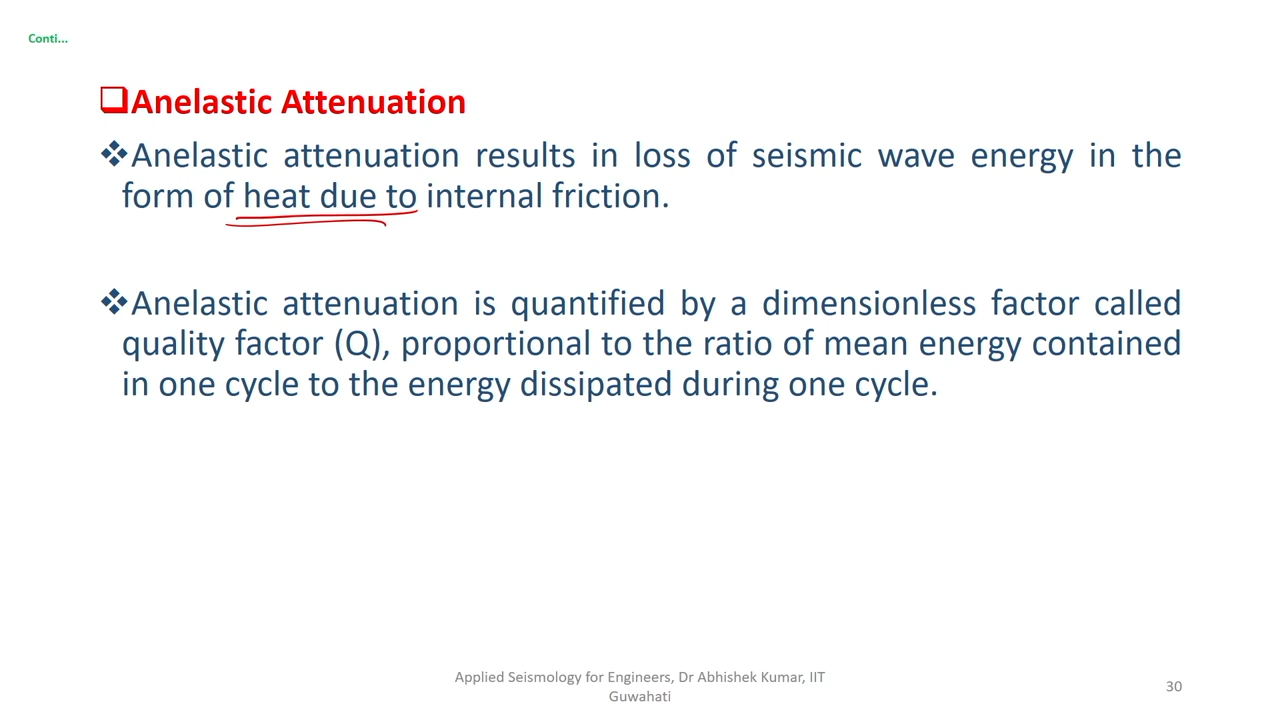 Conti...
Anelastic Attenuation
Anelastic attenuation results in loss of seismic wave energy in the
form of heat due to internal friction.
Anelastic attenuation is quantified by a dimensionless factor called
quality factor (Q), proportional to the ratio of mean energy contained
in one cycle to the energy dissipated during one cycle.
Applied Seismology for Engineers, Dr Abhishek Kumar, IIT
Guwahati
30